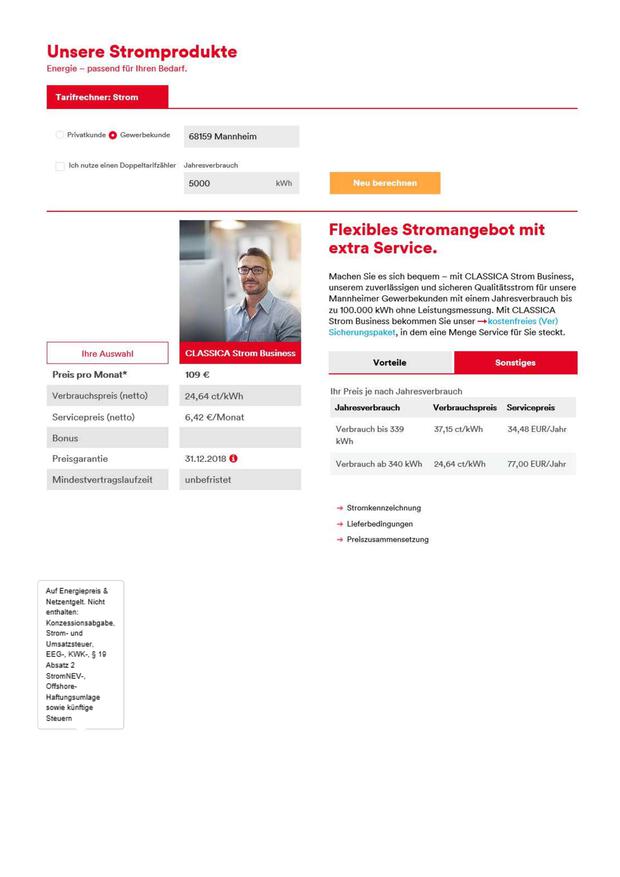 Unsere Stromprodukte
Energie – passend für Ihren Bedarf.
Tarifrechner: Strom
Privatkunde Gewerbekunde
68159 Mannheim
Ich nutze einen Doppeltarifzähler
Jahresverbrauch
5000 kWh
Neu berechnen
Ihre Auswahl
CLASSICA Strom Business
Preis pro Monat* 109 €
Verbrauchspreis (netto) 24,64 ct/kWh
Servicepreis (netto) 6,42 €/Monat
Bonus
Preisgarantie 31.12.2018
Mindestvertragslaufzeit unbefristet
Flexibles Stromangebot mit
extra Service.
Machen Sie es sich bequem – mit CLASSICA Strom Business,
unserem zuverlässigen und sicheren Qualitätsstrom für unsere
Mannheimer Gewerbekunden mit einem Jahresverbrauch bis
zu 100.000 kWh ohne Leistungsmessung. Mit CLASSICA
Strom Business bekommen Sie unser → kostenfreies (Ver)
Sicherungspaket, in dem eine Menge Service für Sie steckt.
Vorteile Sonstiges
Ihr Preis je nach Jahresverbrauch
Jahresverbrauch Verbrauchspreis Servicepreis
Verbrauch bis 339 37,15 ct/kWh 34,48 EUR/Jahr
kWh
Verbrauch ab 340 kWh 24,64 ct/kWh 77,00 EUR/Jahr
→ Stromkennzeichnung
→ Lieferbedingungen
→ Preiszusammensetzung
Auf Energiepreis &
Netzentgelt. Nicht
enthalten:
Konzessionsabgabe,
Strom- und
Umsatzsteuer,
EEG-, KWK-, § 19
Absatz 2
StromNEV-,
Offshore-
Haftungsumlage
sowie künftige
Steuern